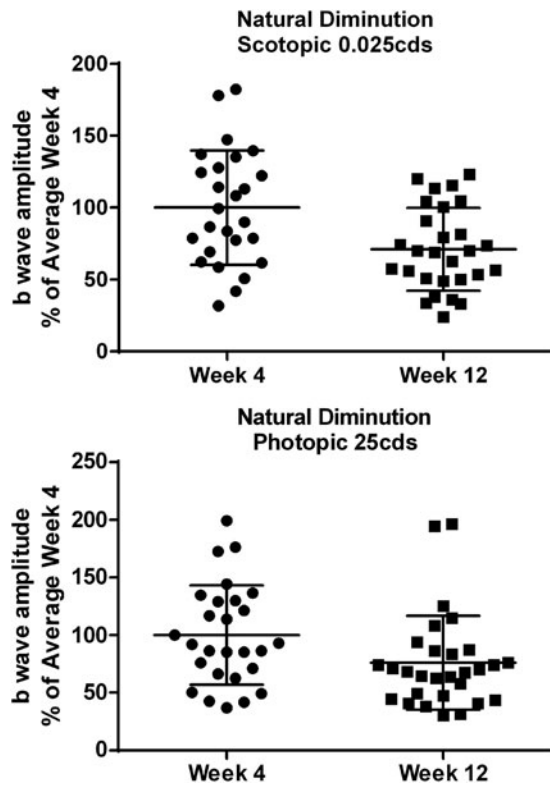 Natural Diminution
Scotopic 0.025cds
b wave amplitude
% of Average Week 4
200
150
100
50
0
Week 4
Week 12
Natural Diminution
Photopic 25cds
b wave amplitude
% of Average Week 4
250
200
150
100
50
0
Week 4
Week 12